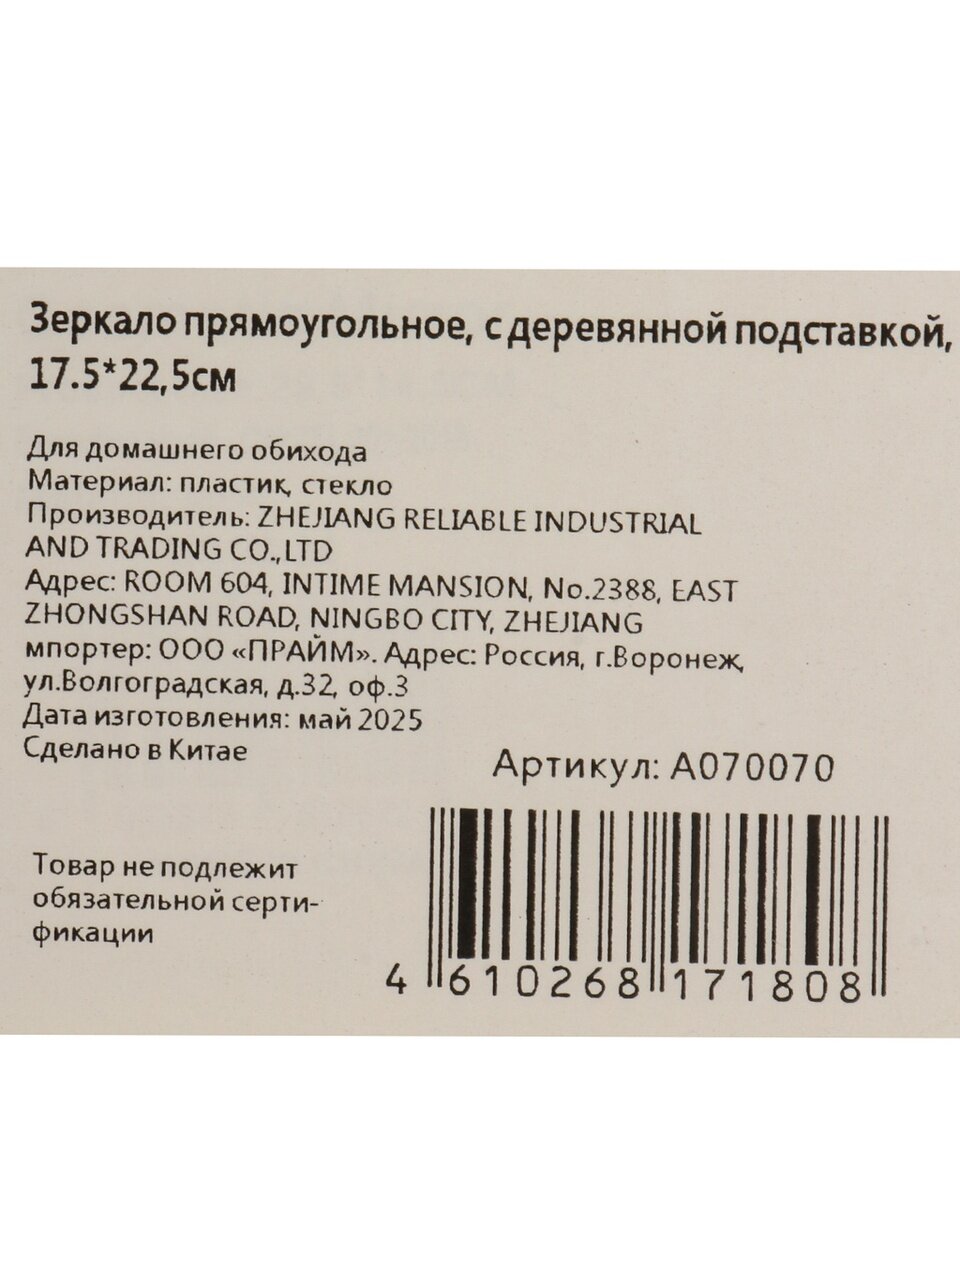 Зеркало прямоугольное, с деревянной подставкой,
17.5*22,5см
Для домашнего обихода
Материал: пластик, стекло
Производитель: ZHEJIANG RELIABLE INDUSTRIAL
AND TRADING CO.,LTD
Адрес: ROOM 604, INTIME MANSION, No.2388, EAST
ZHONGSHAN ROAD, NINGBO CITY, ZHEJIANG
мпортер: ООО «ПРАЙМ». Адрес: Россия, г.Воронеж,
ул.Волгоградская, д.32, оф.3
Дата изготовления: май 2025
Сделано в Китае
Артикул: А070070
Товар не подлежит
обязательной серти-
фикации
4 610268 171808